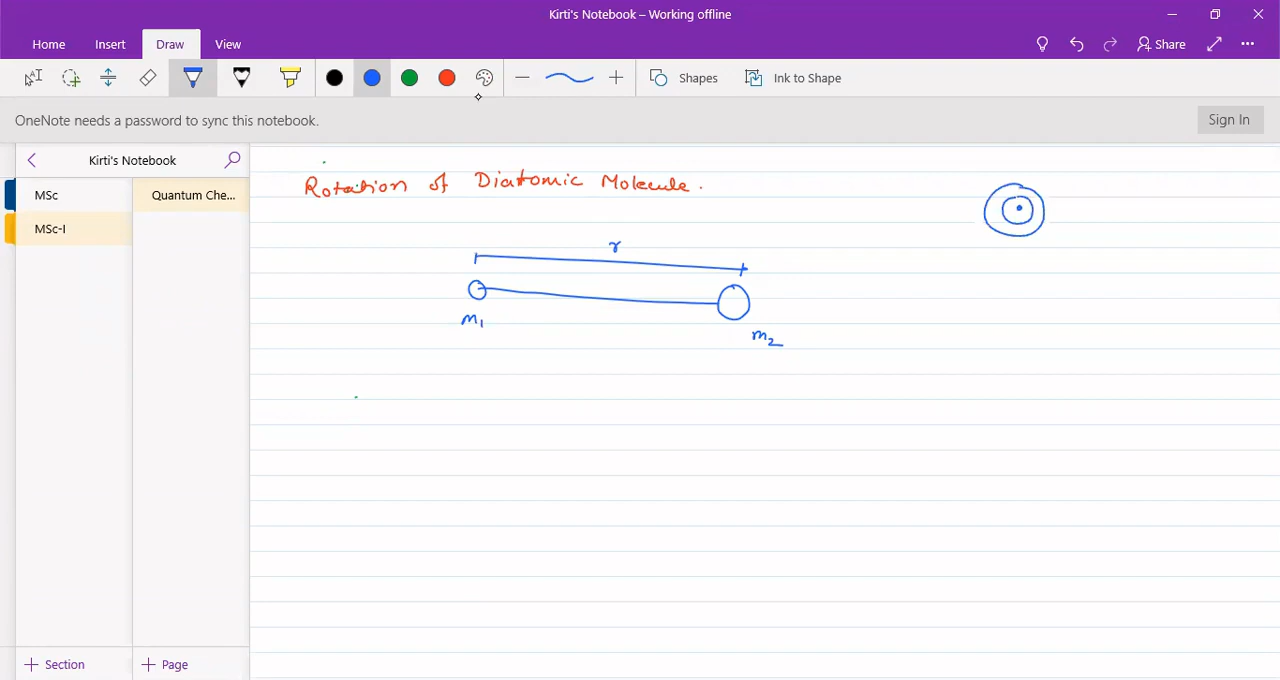 Kirti's Notebook – Working offline
Home Insert Draw View
Share
Shapes Ink to Shape
OneNote needs a password to sync this notebook.
Sign In
Kirti's Notebook
MSc
Quantum Che...
MSc-I
Rotation of Diatomic Molecule.
r
m1
m2
Section
Page